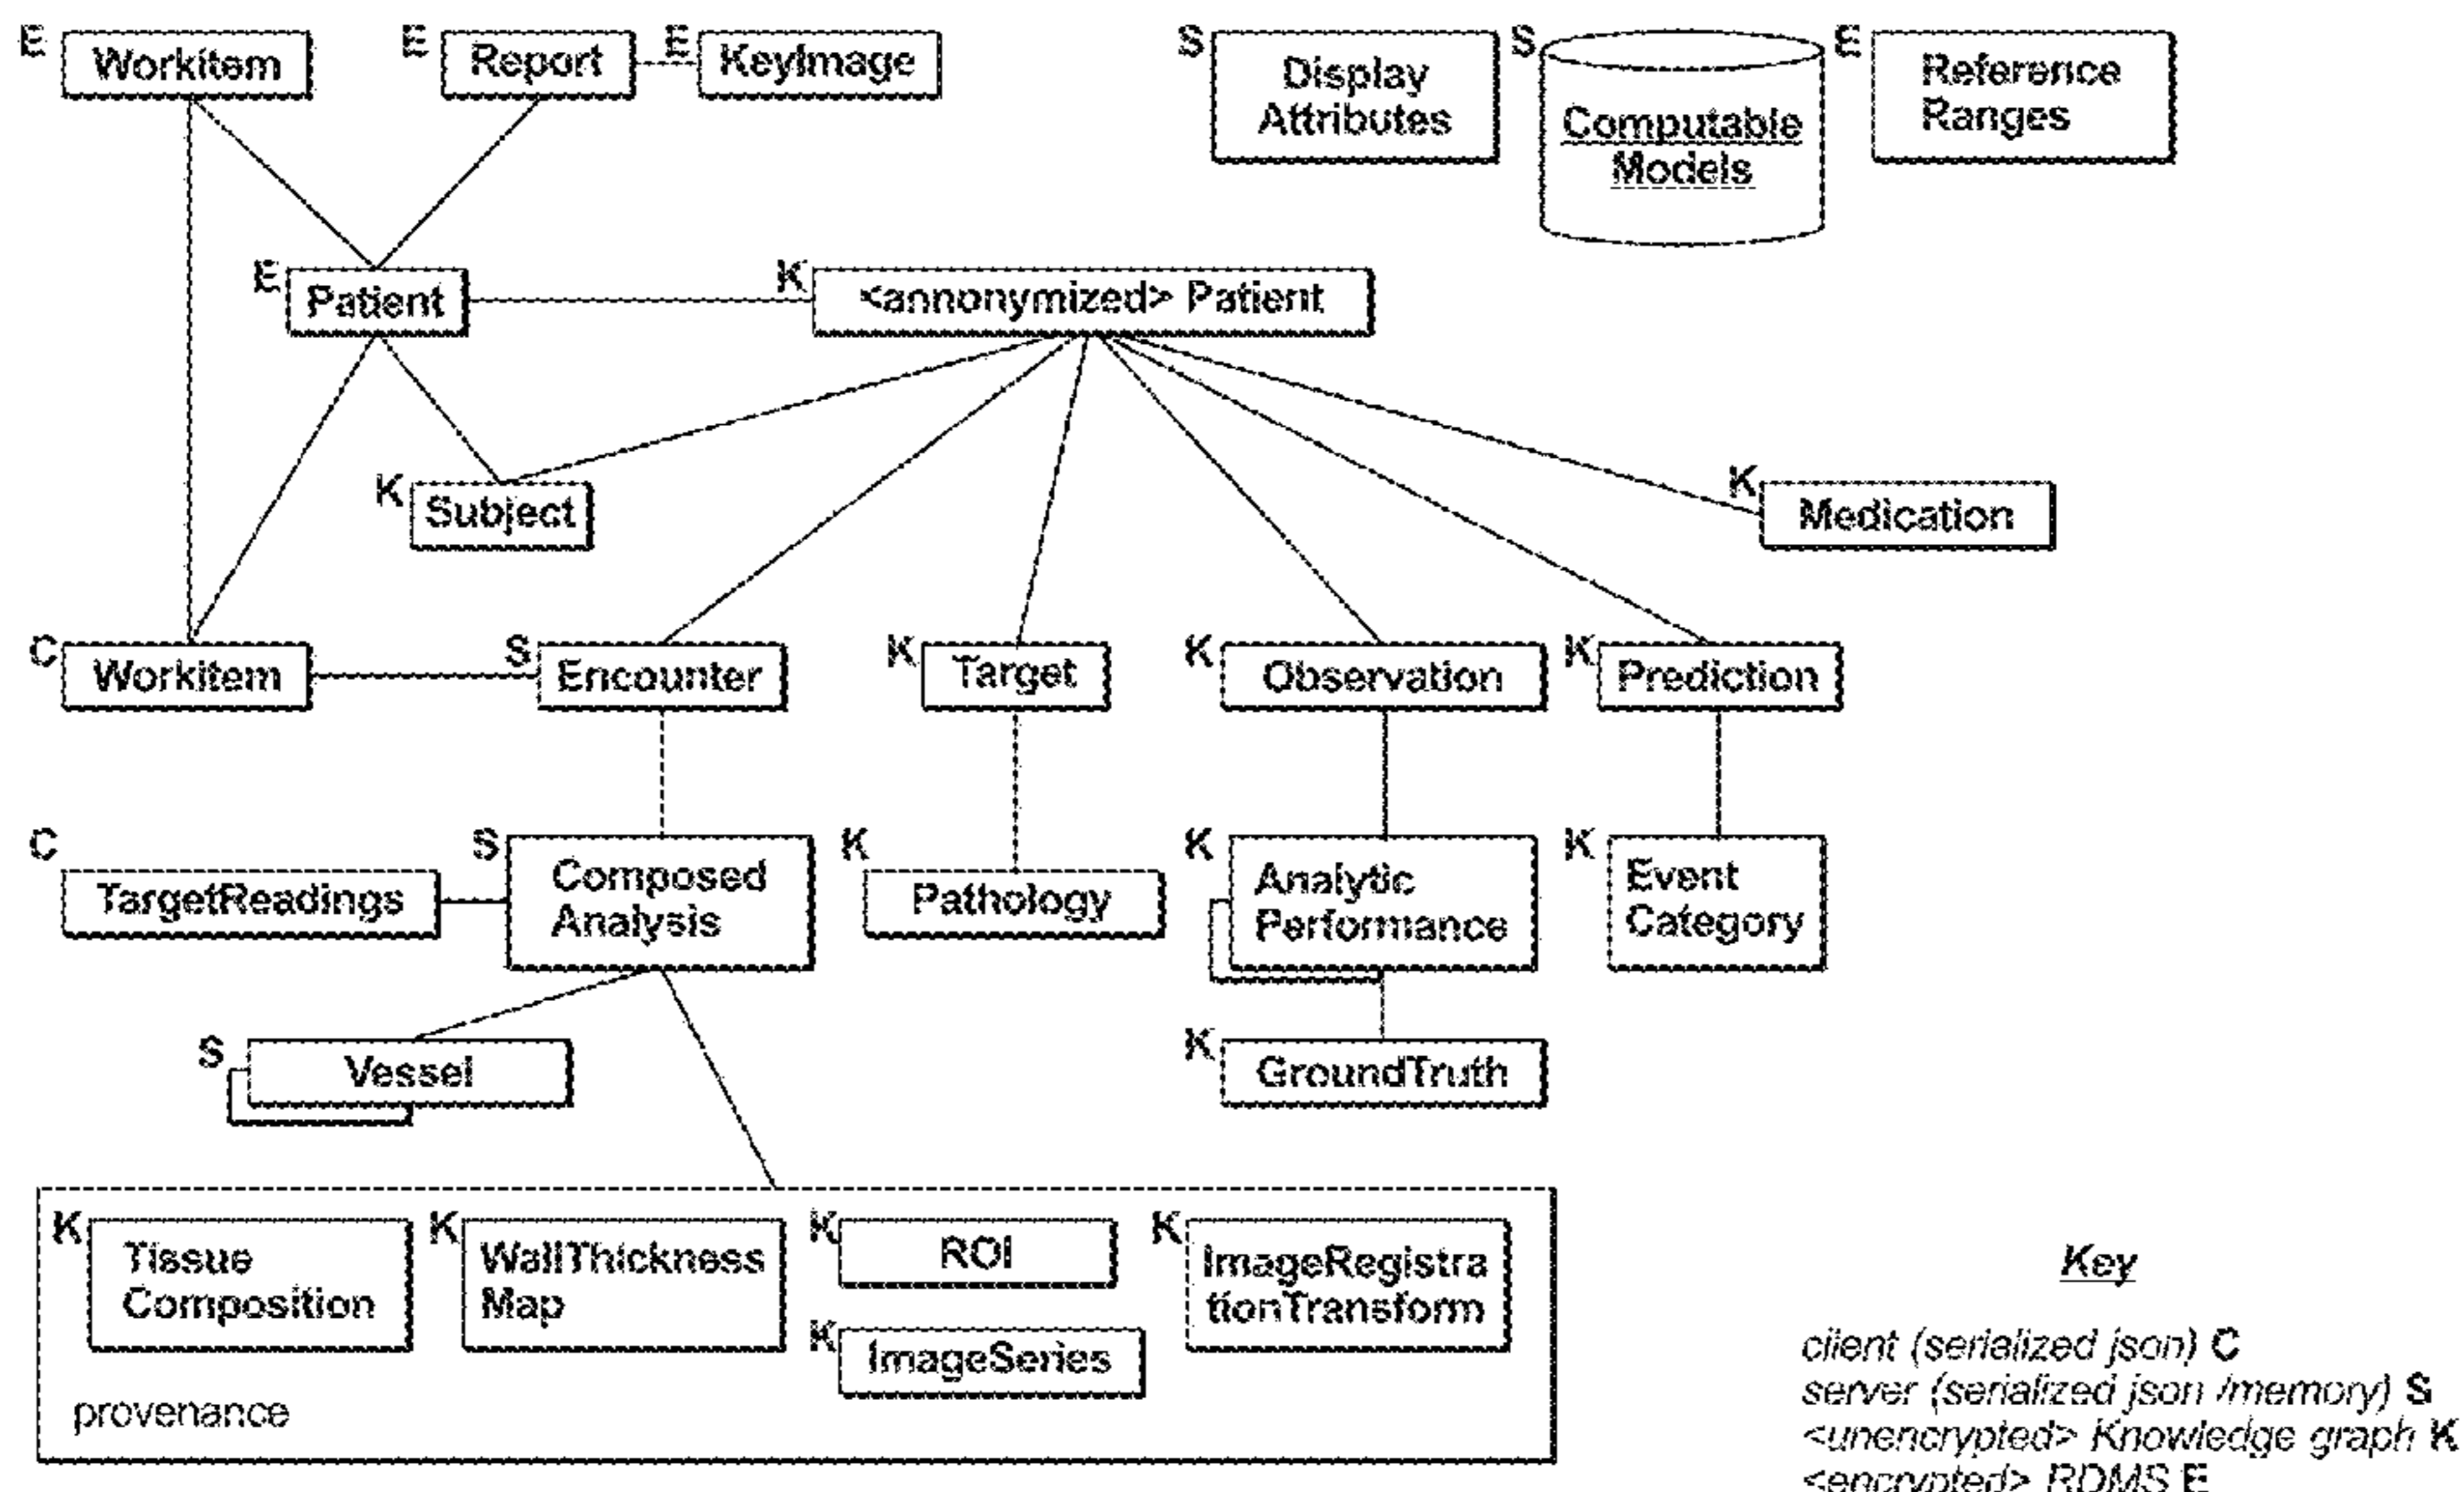 E Workitem
E Report
E KeyImage
S Display
Attributes
S Computable
Models
E Reference
Ranges
E Patient
K <annonymized> Patient
K Subject
K Medication
C Workitem
S Encounter
K Target
K Observation
K Prediction
C TargetReadings
S Composed
Analysis
K Pathology
K Analytic
Performance
K Event
Category
S Vessel
K GroundTruth
K Tissue
Composition
K WallThickness
Map
K ROI
K ImageSeries
K ImageRegistra
tionTransform
provenance
Key
client (serialized json) C
server (serialized json /memory) S
<unencrypted> Knowledge graph K
<encrypted> RDMS E